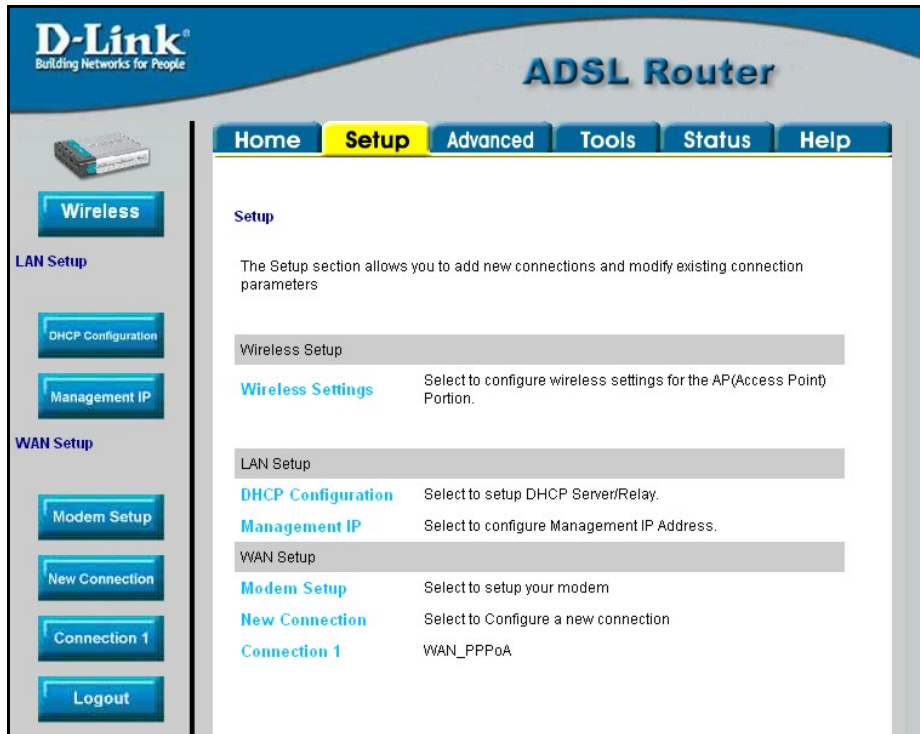 D-Link®
Building Networks for People
ADSL Router
Home Setup Advanced Tools Status Help
Wireless
LAN Setup
DHCP Configuration
Management IP
WAN Setup
Modem Setup
New Connection
Connection 1
Logout
Setup
The Setup section allows you to add new connections and modify existing connection
parameters
Wireless Setup
Wireless Settings Select to configure wireless settings for the AP(Access Point)
Portion.
LAN Setup
DHCP Configuration Select to setup DHCP Server/Relay.
Management IP Select to configure Management IP Address.
WAN Setup
Modem Setup Select to setup your modem
New Connection Select to Configure a new connection
Connection 1 WAN_PPPoA